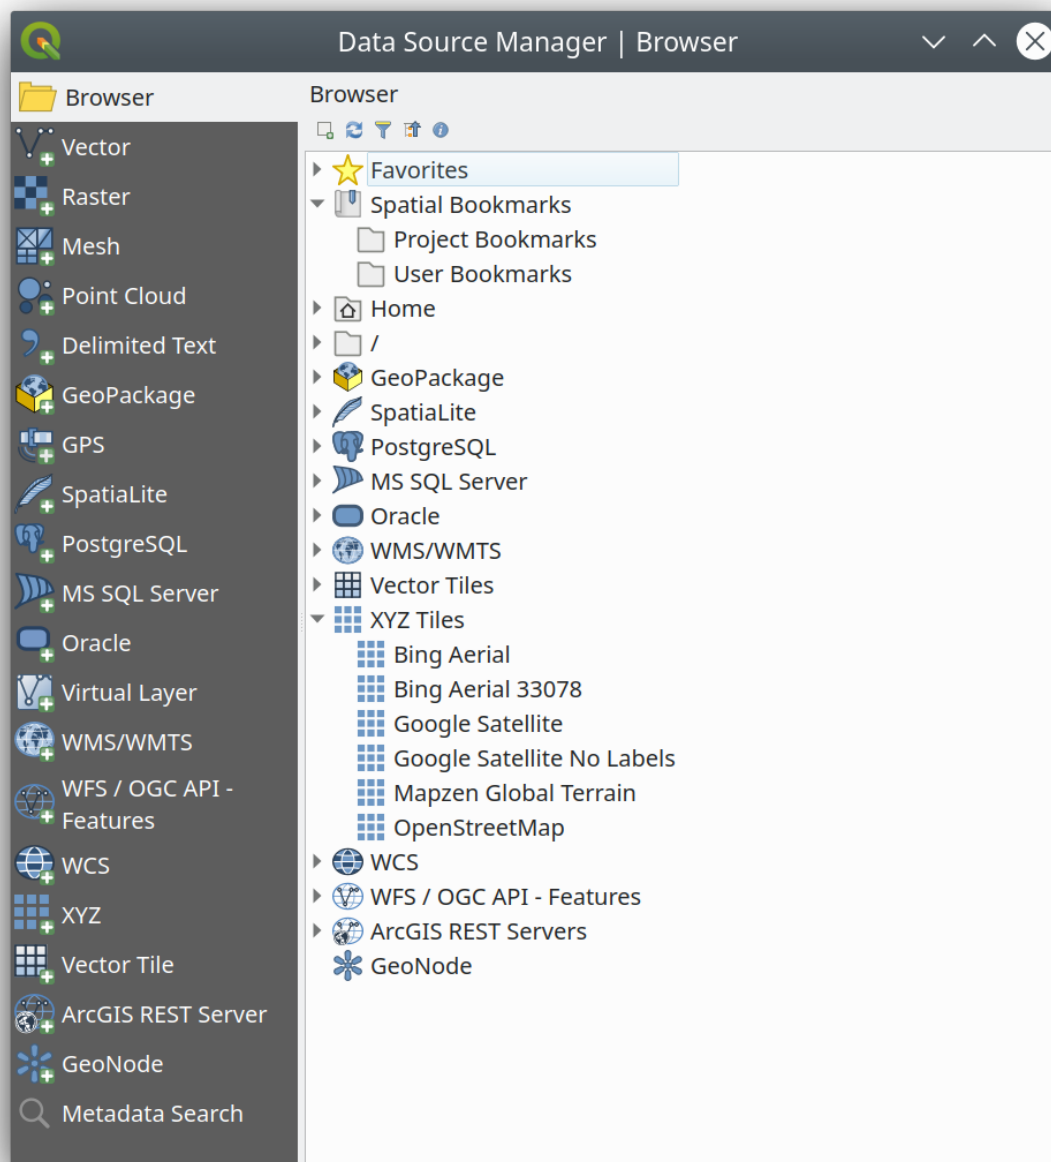 Data Source Manager | Browser
Browser
Vector
Raster
Mesh
Point Cloud
Delimited Text
GeoPackage
GPS
SpatiaLite
PostgreSQL
MS SQL Server
Oracle
Virtual Layer
WMS/WMTS
WFS / OGC API -
Features
WCS
XYZ
Vector Tile
ArcGIS REST Server
GeoNode
Metadata Search
Browser
Favorites
Spatial Bookmarks
Project Bookmarks
User Bookmarks
Home
/
GeoPackage
SpatiaLite
PostgreSQL
MS SQL Server
Oracle
WMS/WMTS
Vector Tiles
XYZ Tiles
Bing Aerial
Bing Aerial 33078
Google Satellite
Google Satellite No Labels
Mapzen Global Terrain
OpenStreetMap
WCS
WFS / OGC API - Features
ArcGIS REST Servers
GeoNode